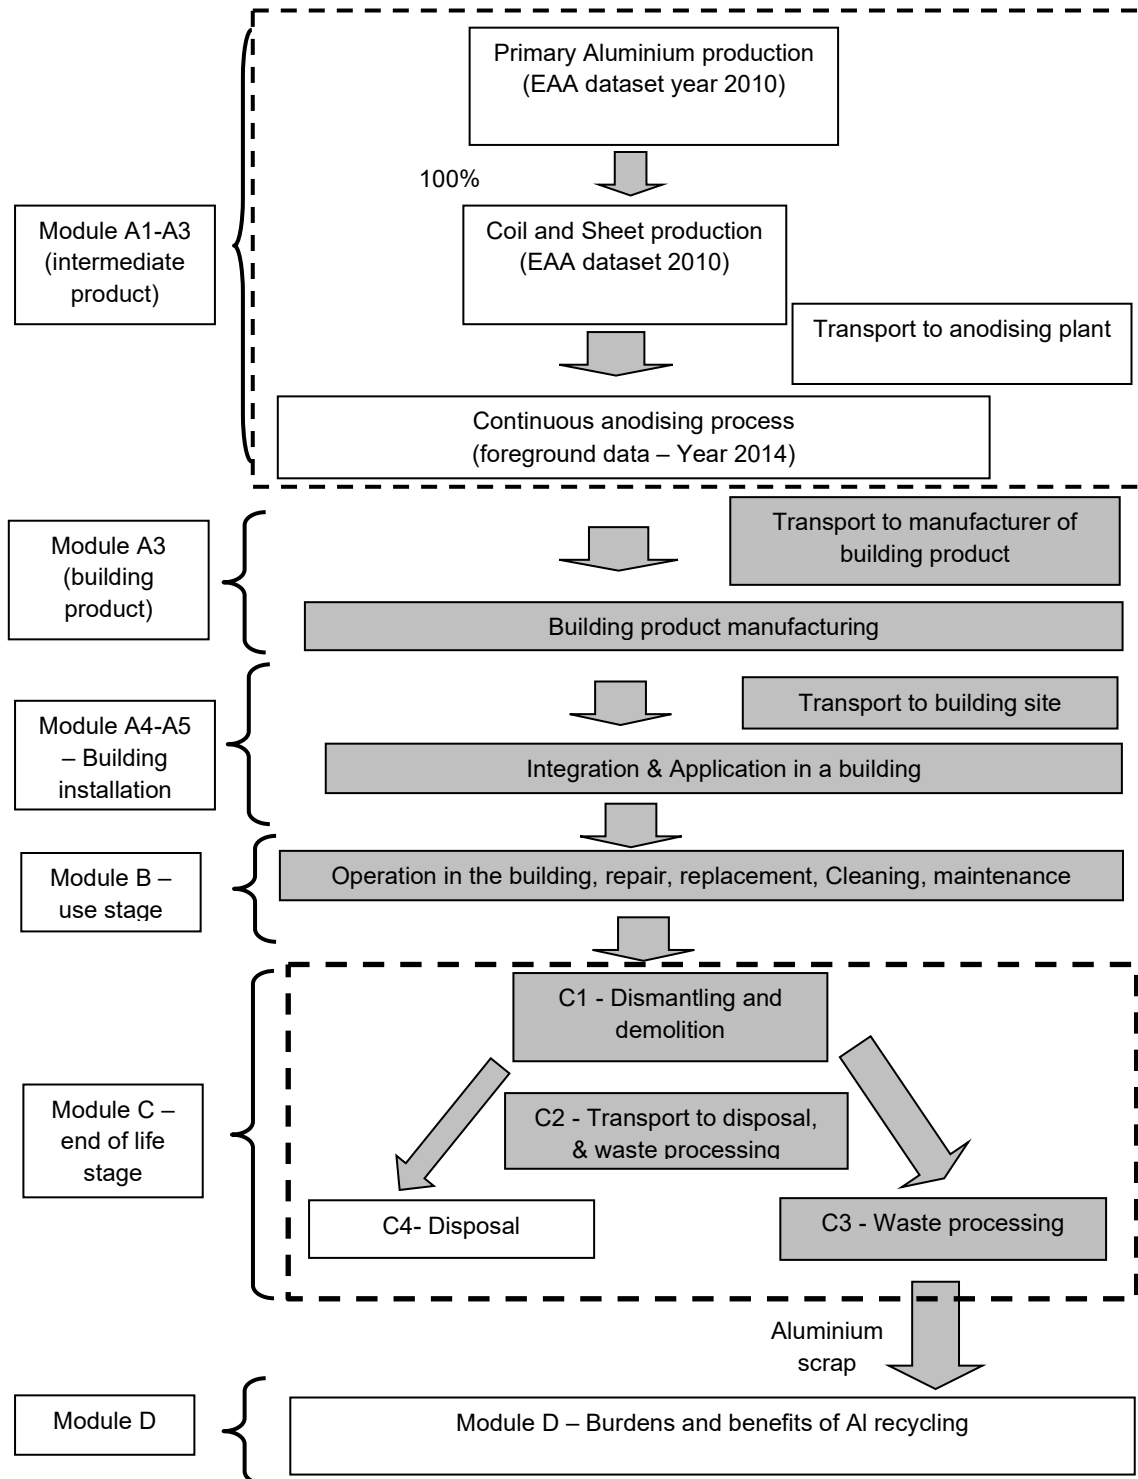 Primary Aluminium production
(EAA dataset year 2010)
100%
Module A1-A3
(intermediate
product)
Coil and Sheet production
(EAA dataset 2010)
Transport to anodising plant
Continuous anodising process
(foreground data – Year 2014)
Module A3
(building
product)
Transport to manufacturer of
building product
Building product manufacturing
Module A4-A5
– Building
installation
Transport to building site
Integration & Application in a building
Module B –
use stage
Operation in the building, repair, replacement, Cleaning, maintenance
C1 - Dismantling and
demolition
Module C –
end of life
stage
C2 - Transport to disposal,
& waste processing
C4- Disposal
C3 - Waste processing
Aluminium
scrap
Module D
Module D – Burdens and benefits of Al recycling